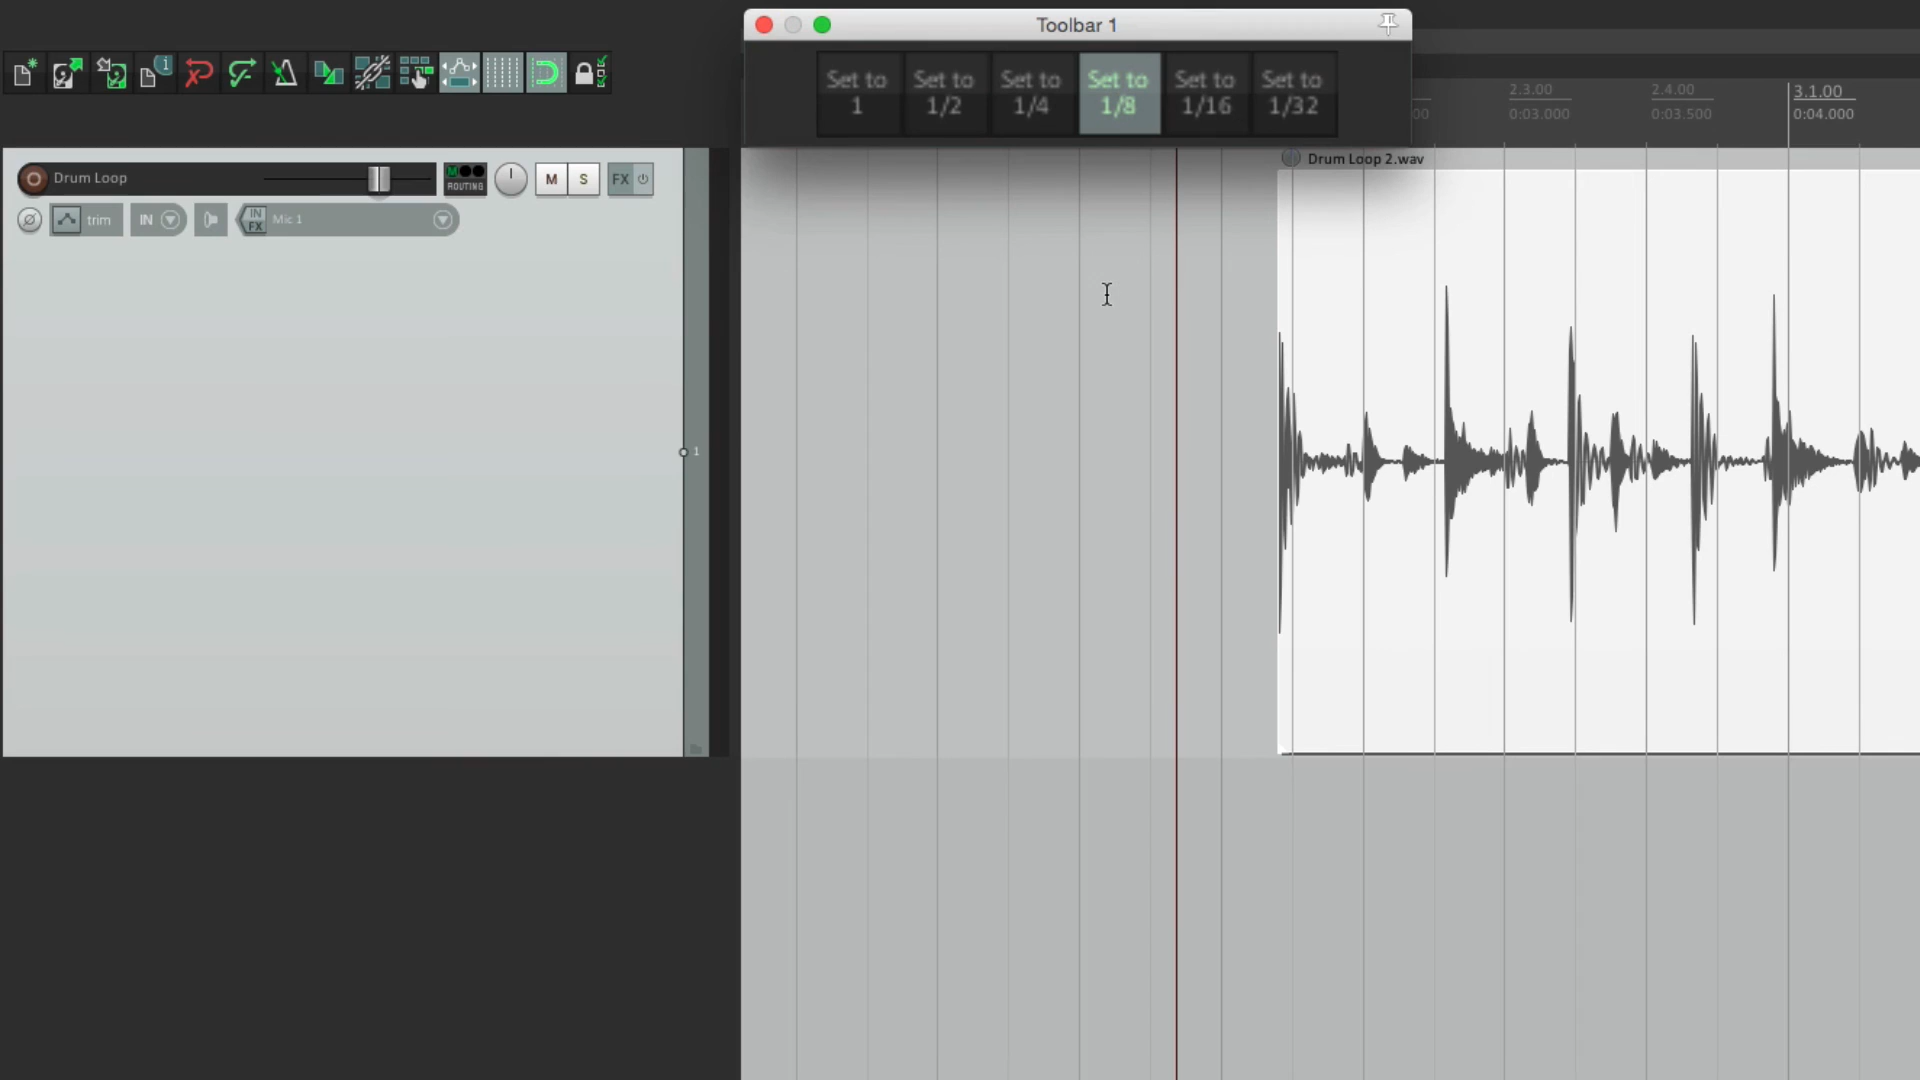 Toolbar 1
Set to 1
Set to 1/2
Set to 1/4
Set to 1/8
Set to 1/16
Set to 1/32
00
2.3.00
0:03.000
2.4.00
0:03.500
3.1.00
0:04.000
Drum Loop
M
ROUTING
M
S
FX
trim
IN
IN FX
Mic 1
Drum Loop 2.wav
1